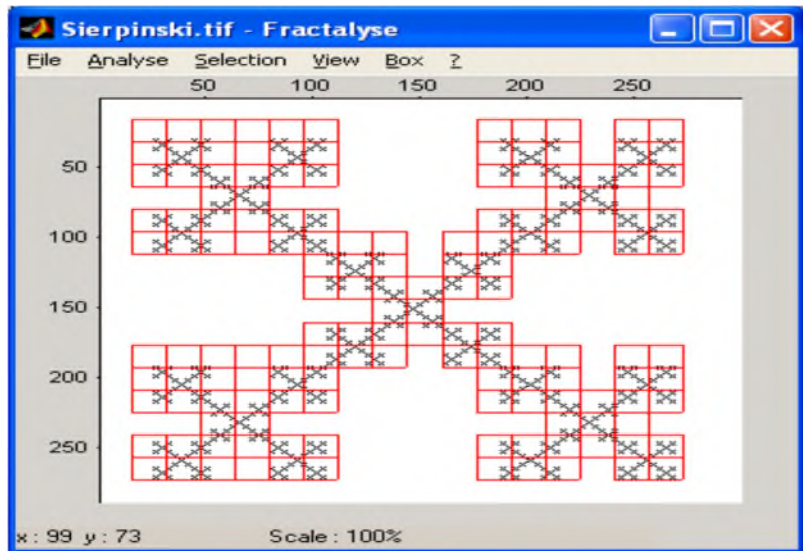 Sierpinski.tif - Fractalyse
File Analyse Selection View Box ?
50 100 150 200 250
50
100
150
200
250
x : 99 y : 73 Scale : 100%